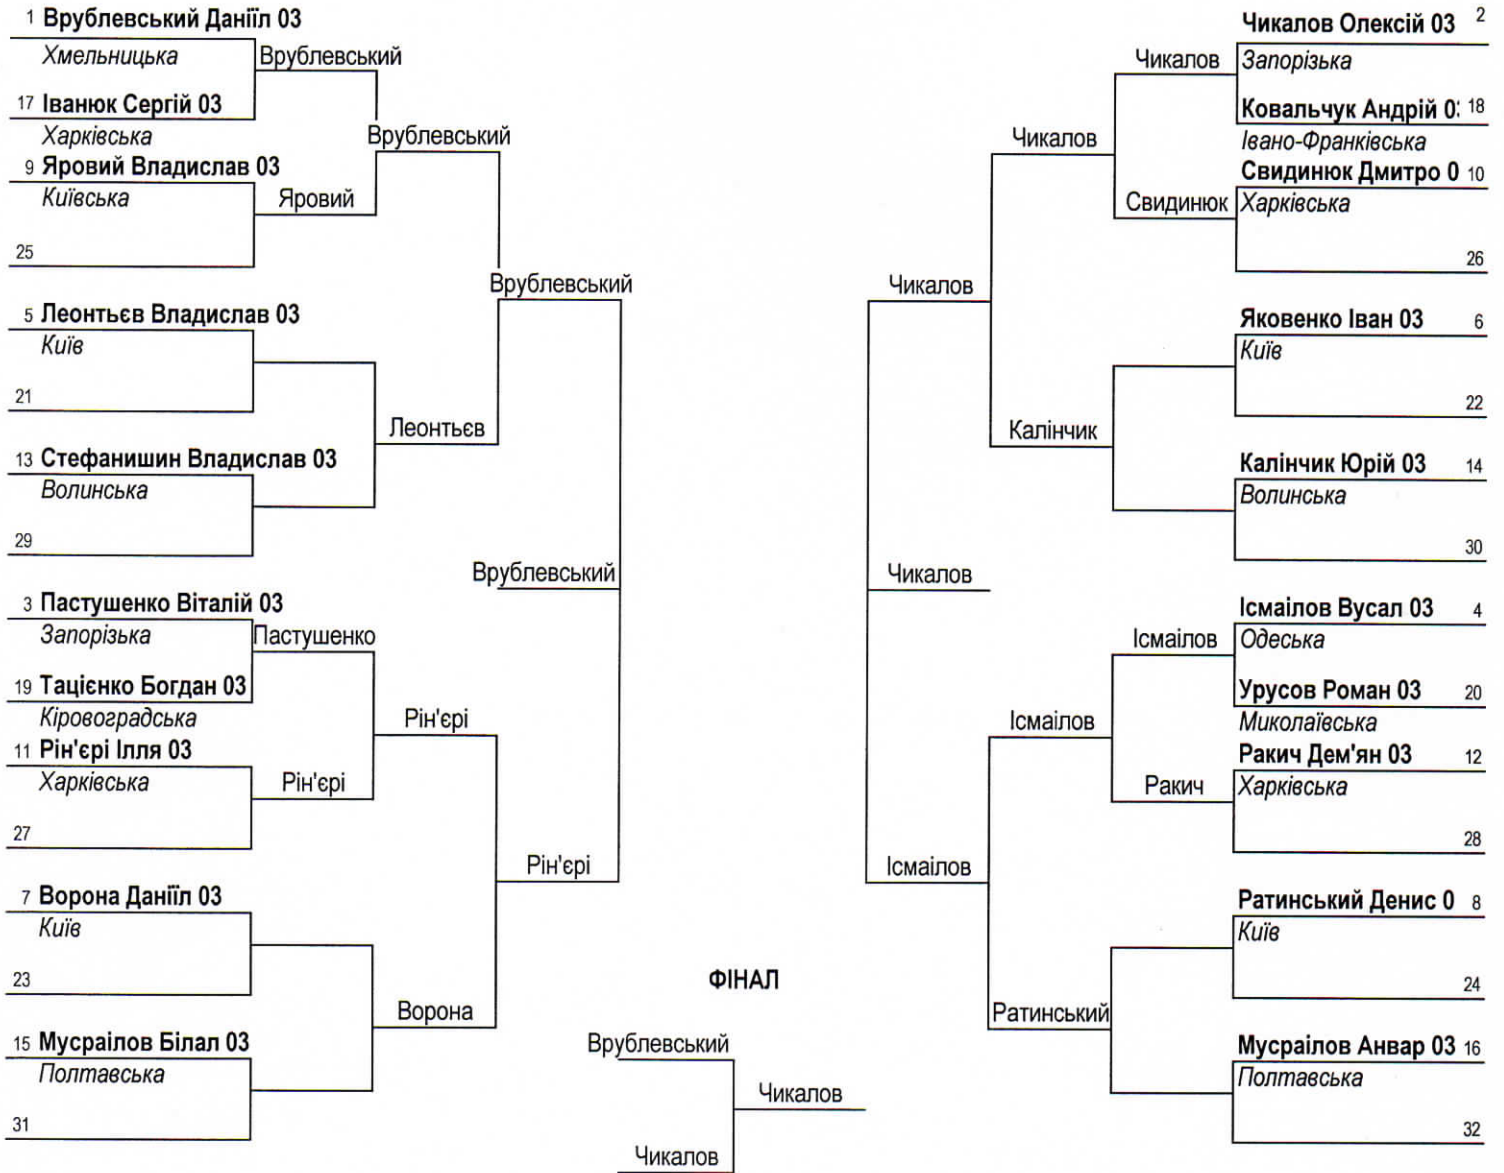 1 Врублевський Даніїл 03
Хмельницька
Врублевський
17 Іванюк Сергій 03
Харківська
Врублевський
9 Яровий Владислав 03
Київська
Яровий
25
Врублевський
5 Леонтьєв Владислав 03
Київ
21
Леонтьєв
13 Стефанишин Владислав 03
Волинська
29
Врублевський
3 Пастушенко Віталій 03
Запорізька
Пастушенко
19 Тацієнко Богдан 03
Кіровоградська
Рін'єрі
11 Рін'єрі Ілля 03
Харківська
Рін'єрі
27
Рін'єрі
7 Ворона Даніїл 03
Київ
23
Ворона
15 Мусраілов Білал 03
Полтавська
31
Чикалов Олексій 03 2
Чикалов
Запорізька
Ковальчук Андрій 03 18
Чикалов
Івано-Франківська
Свидинюк Дмитро 0 10
Свидинюк
Харківська
26
Чикалов
Яковенко Іван 03 6
Київ
22
Калінчик
Калінчик Юрій 03 14
Волинська
30
Чикалов
Ісмаілов Вусал 03 4
Ісмаілов
Одеська
Урусов Роман 03 20
Ісмаілов
Миколаївська
Ракич Дем'ян 03 12
Ракич
Харківська
28
Ісмаілов
Ратинський Денис 0 8
Київ
24
Ратинський
Мусраілов Анвар 03 16
Полтавська
32
ФІНАЛ
Врублевський
Чикалов
Чикалов